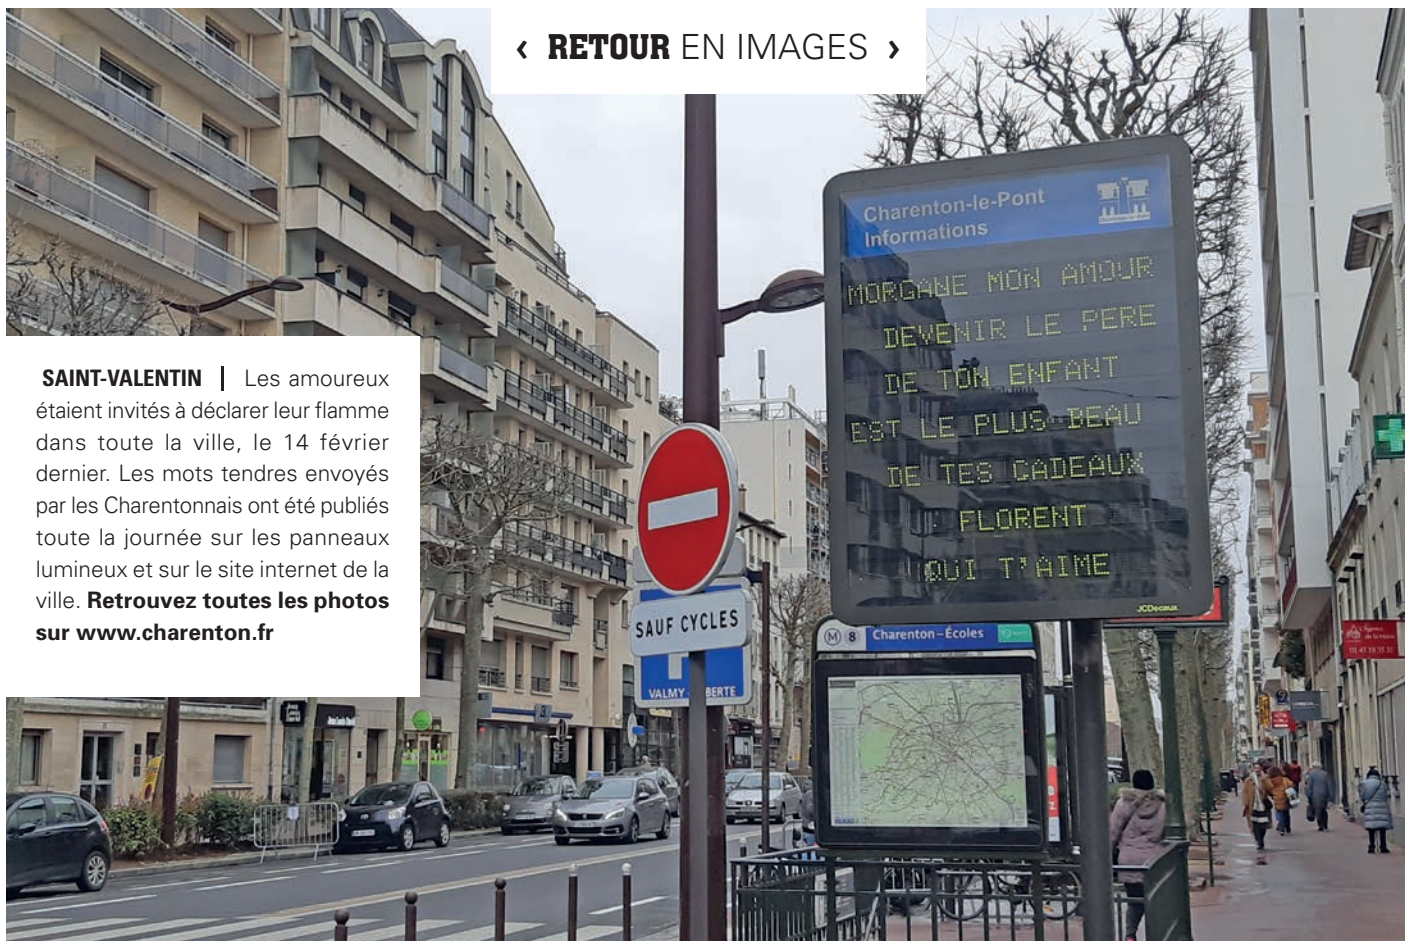 ‹ RETOUR EN IMAGES ›
SAINT-VALENTIN | Les amoureux
étaient invités à déclarer leur flamme
dans toute la ville, le 14 février
dernier. Les mots tendres envoyés
par les Charentonnais ont été publiés
toute la journée sur les panneaux
lumineux et sur le site internet de la
ville. Retrouvez toutes les photos
sur www.charenton.fr
Charenton-le-Pont
Informations
MORGANE MON AMOUR
DEVENIR LE PERE
DE TON ENFANT
EST LE PLUS BEAU
DE TES CADEAUX
FLORENT
QUI T'AIME
JCDecaux
SAUF CYCLES
VALMY
BERTE
M 8 Charenton–Écoles